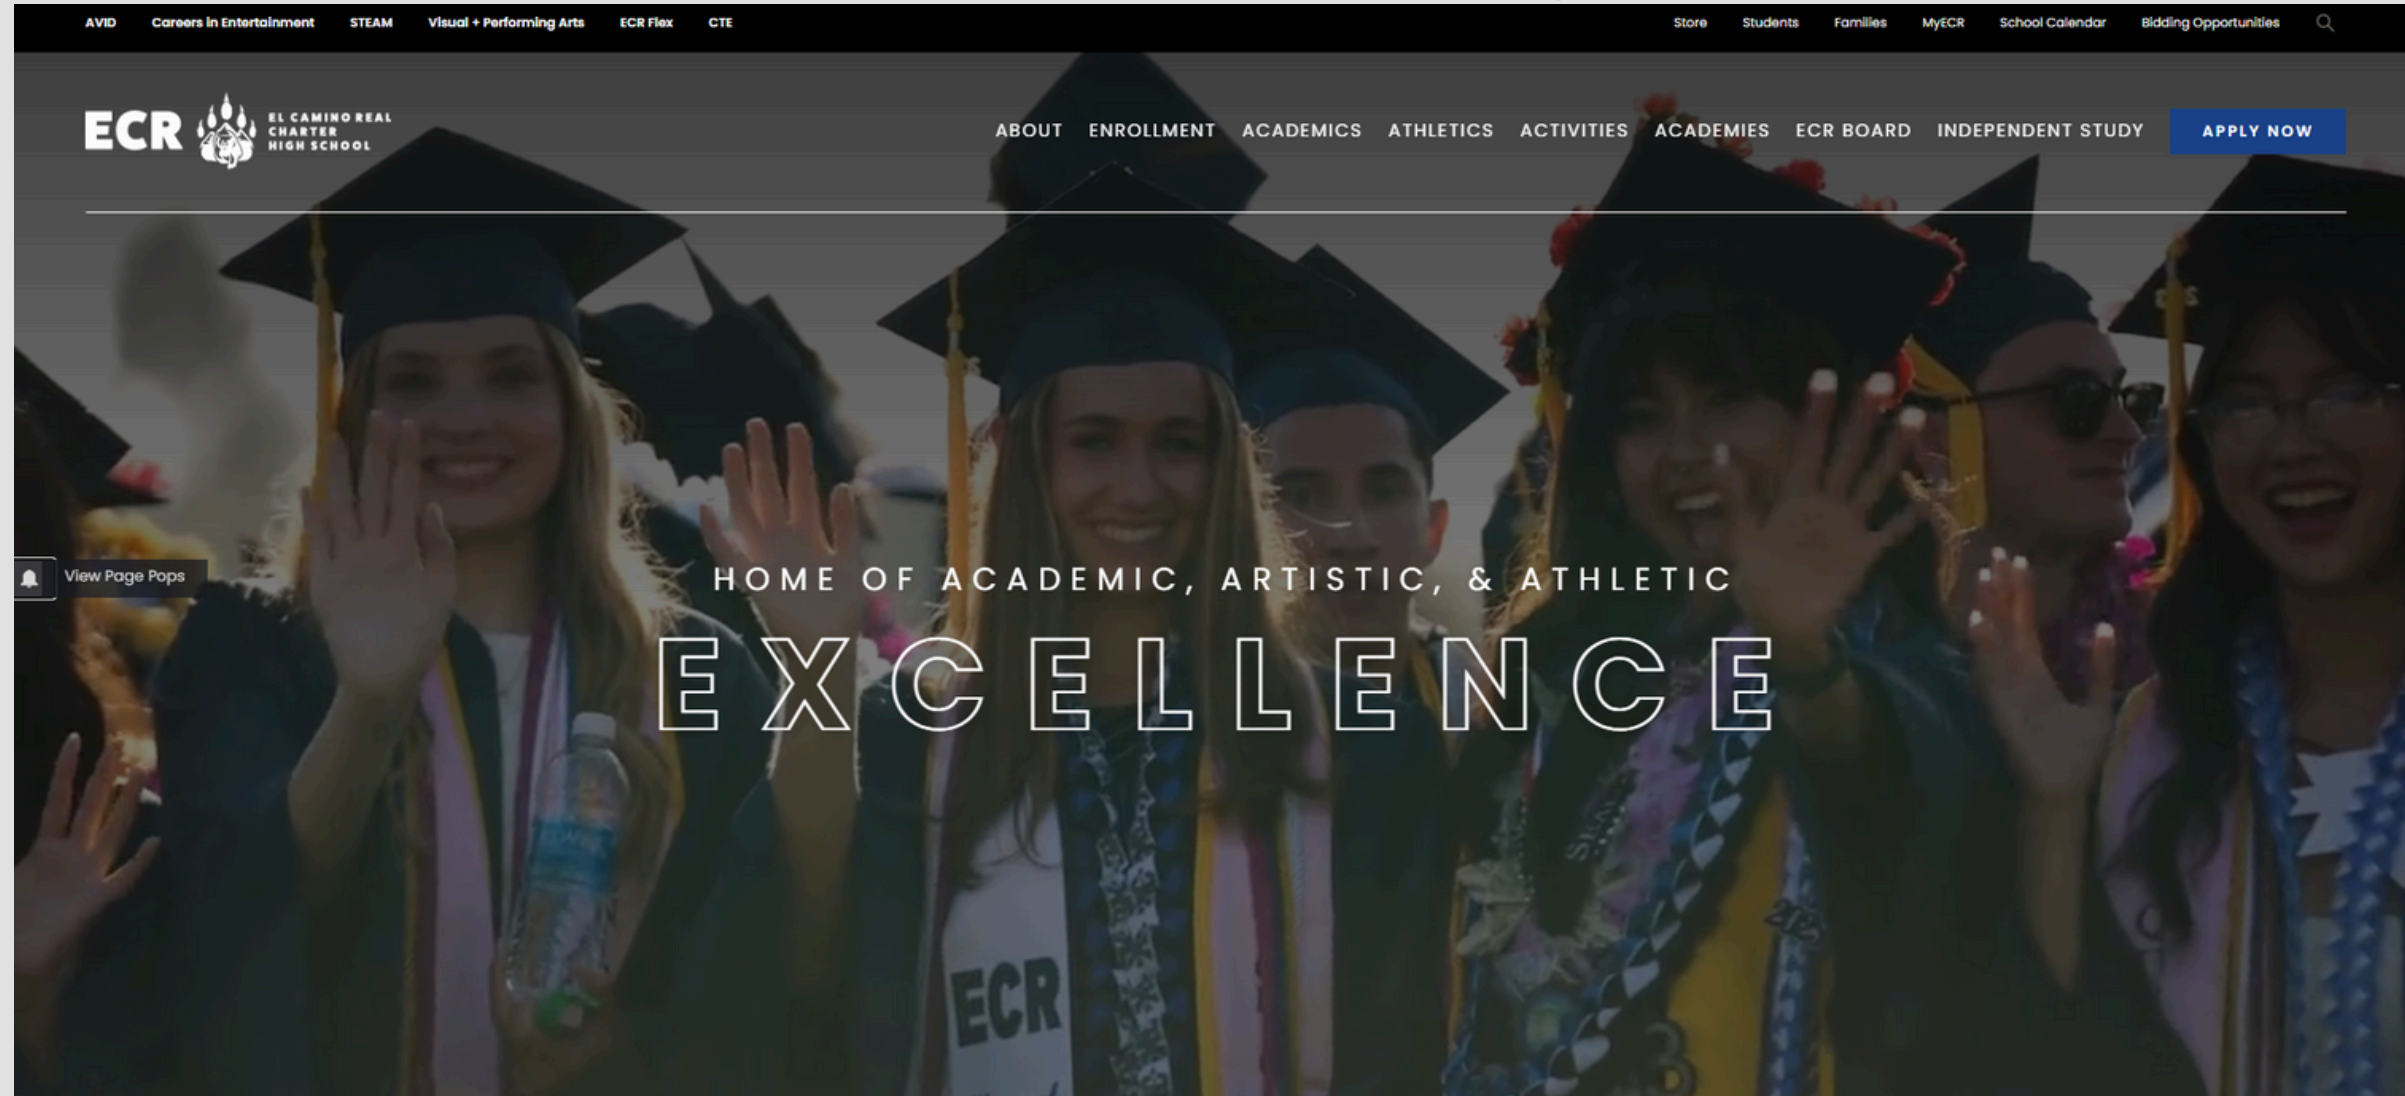 AVID Careers in Entertainment STEAM Visual + Performing Arts ECR Flex CTE Store Students Families MyECR School Calendar Bidding Opportunities
ECR EL CAMINO REAL
CHARTER
HIGH SCHOOL
ABOUT ENROLLMENT ACADEMICS ATHLETICS ACTIVITIES ACADEMIES ECR BOARD INDEPENDENT STUDY APPLY NOW
View Page Pops
HOME OF ACADEMIC, ARTISTIC, & ATHLETIC
EXCELLENCE
2023
ECR